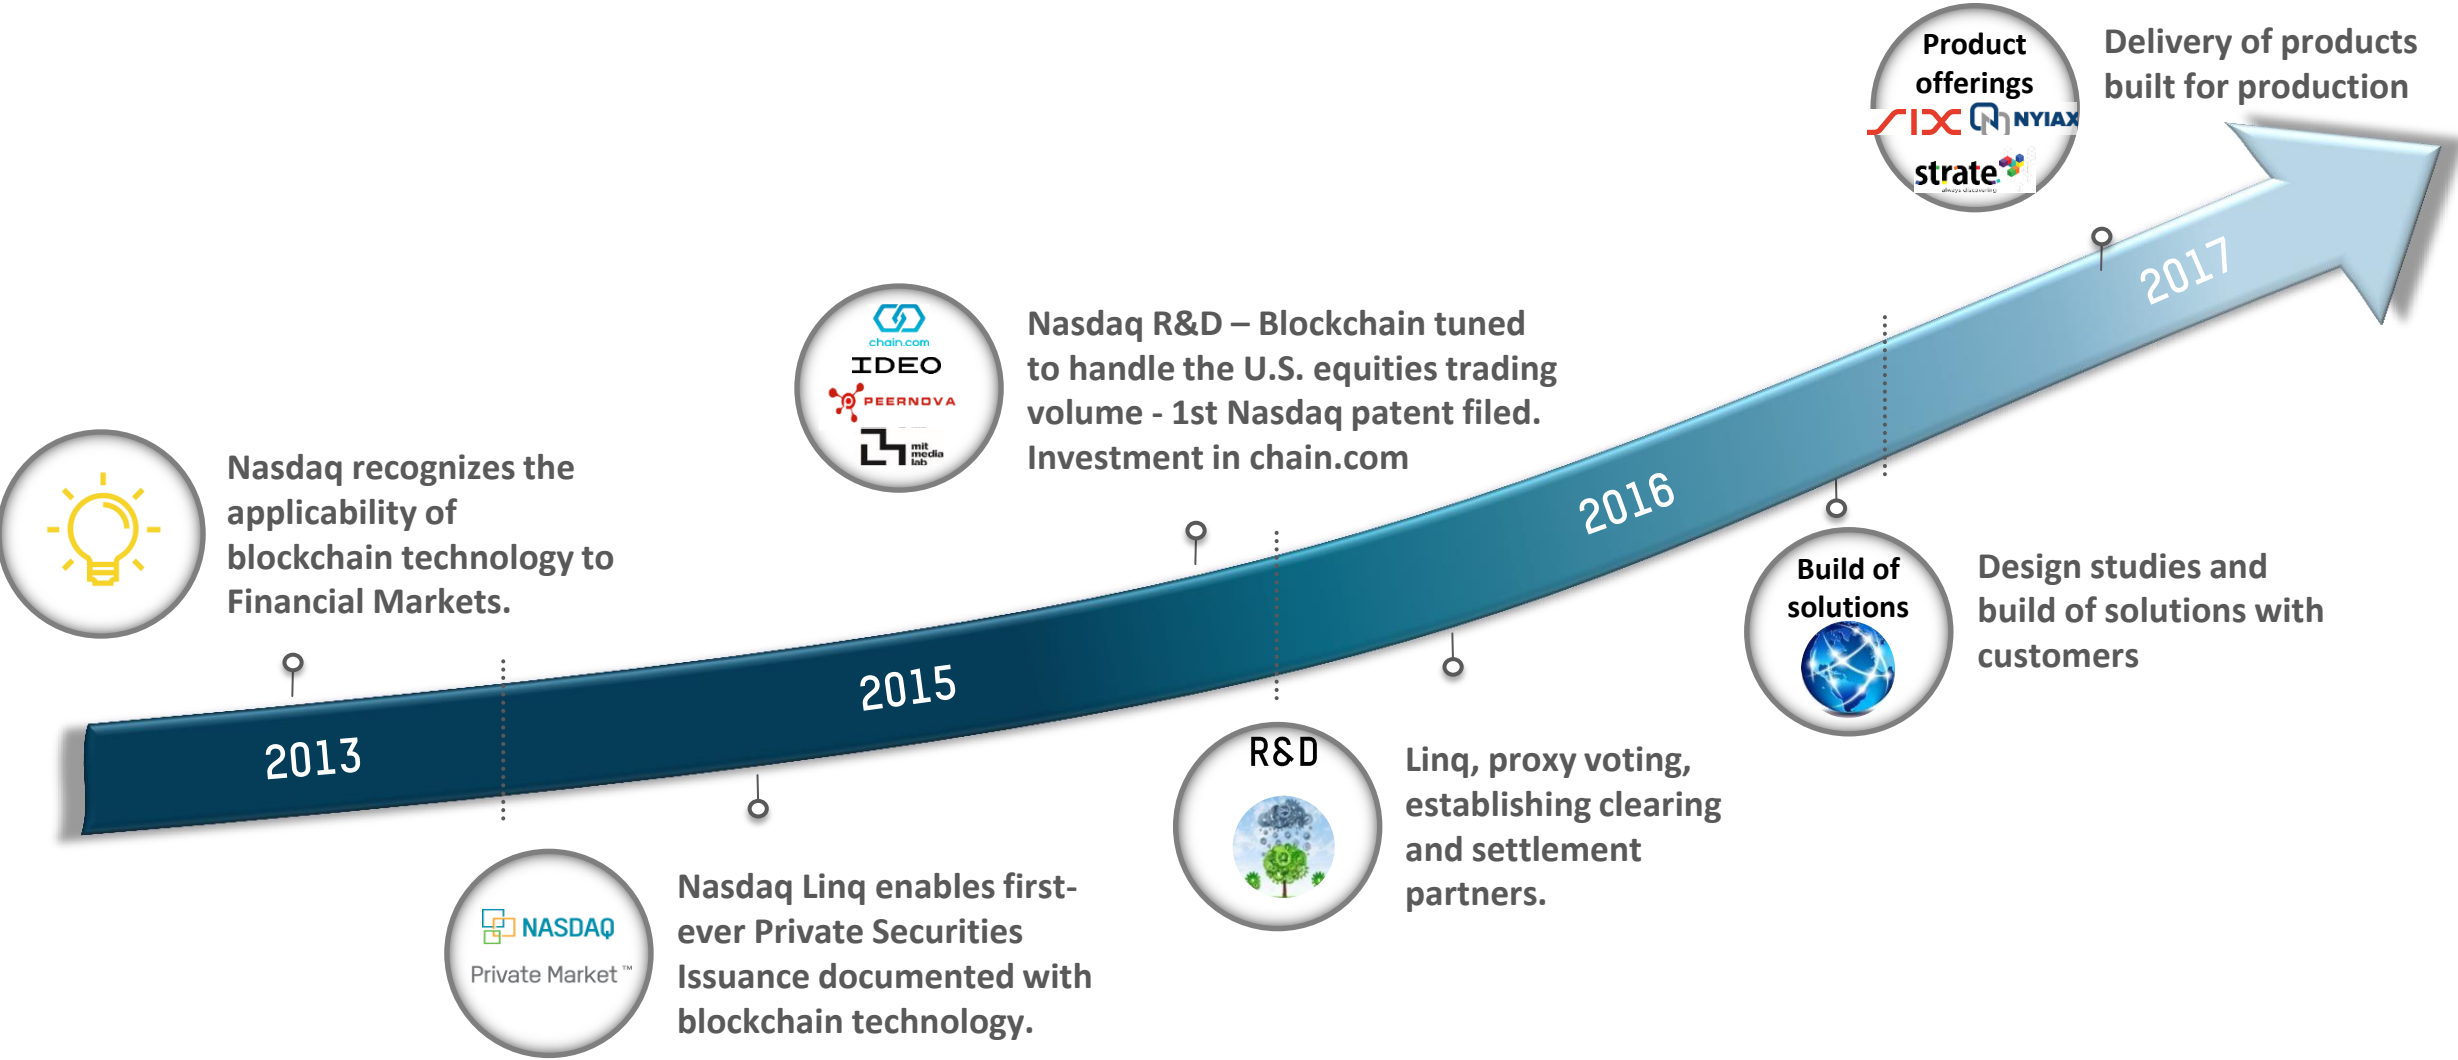 Product
offerings
SIX
NYIAX
strate
always discovering
Delivery of products
built for production
2017
chain.com
IDEO
PEERNOVA
mit
media
lab
Nasdaq R&D – Blockchain tuned
to handle the U.S. equities trading
volume - 1st Nasdaq patent filed.
Investment in chain.com
Nasdaq recognizes the
applicability of
blockchain technology to
Financial Markets.
2016
Build of
solutions
Design studies and
build of solutions with
customers
2015
2013
R&D
Linq, proxy voting,
establishing clearing
and settlement
partners.
NASDAQ
Private Market™
Nasdaq Linq enables first-
ever Private Securities
Issuance documented with
blockchain technology.